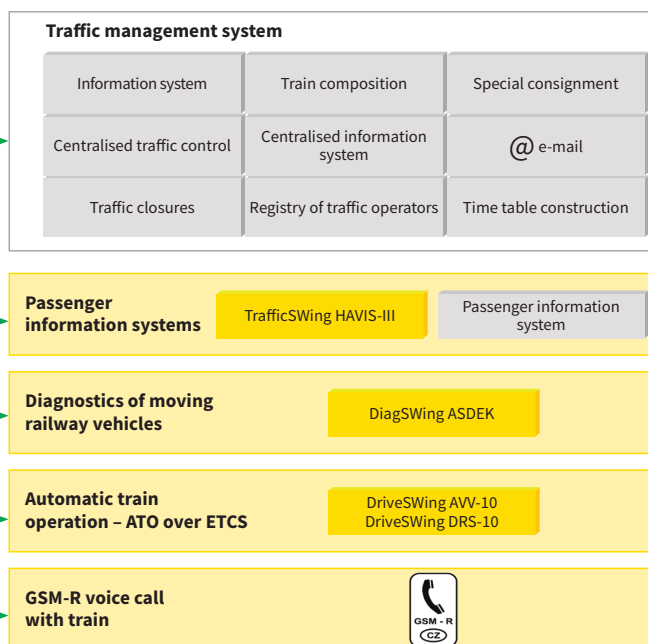 Traffic management system
Information system
Train composition
Special consignment
Centralised traffic control
Centralised information
system
@ e-mail
Traffic closures
Registry of traffic operators
Time table construction
Passenger
information systems
TrafficSWing HAVIS-III
Passenger information
system
Diagnostics of moving
railway vehicles
DiagSWing ASDEK
Automatic train
operation – ATO over ETCS
DriveSWing AVV-10
DriveSWing DRS-10
GSM-R voice call
with train
GSM - R
CZ